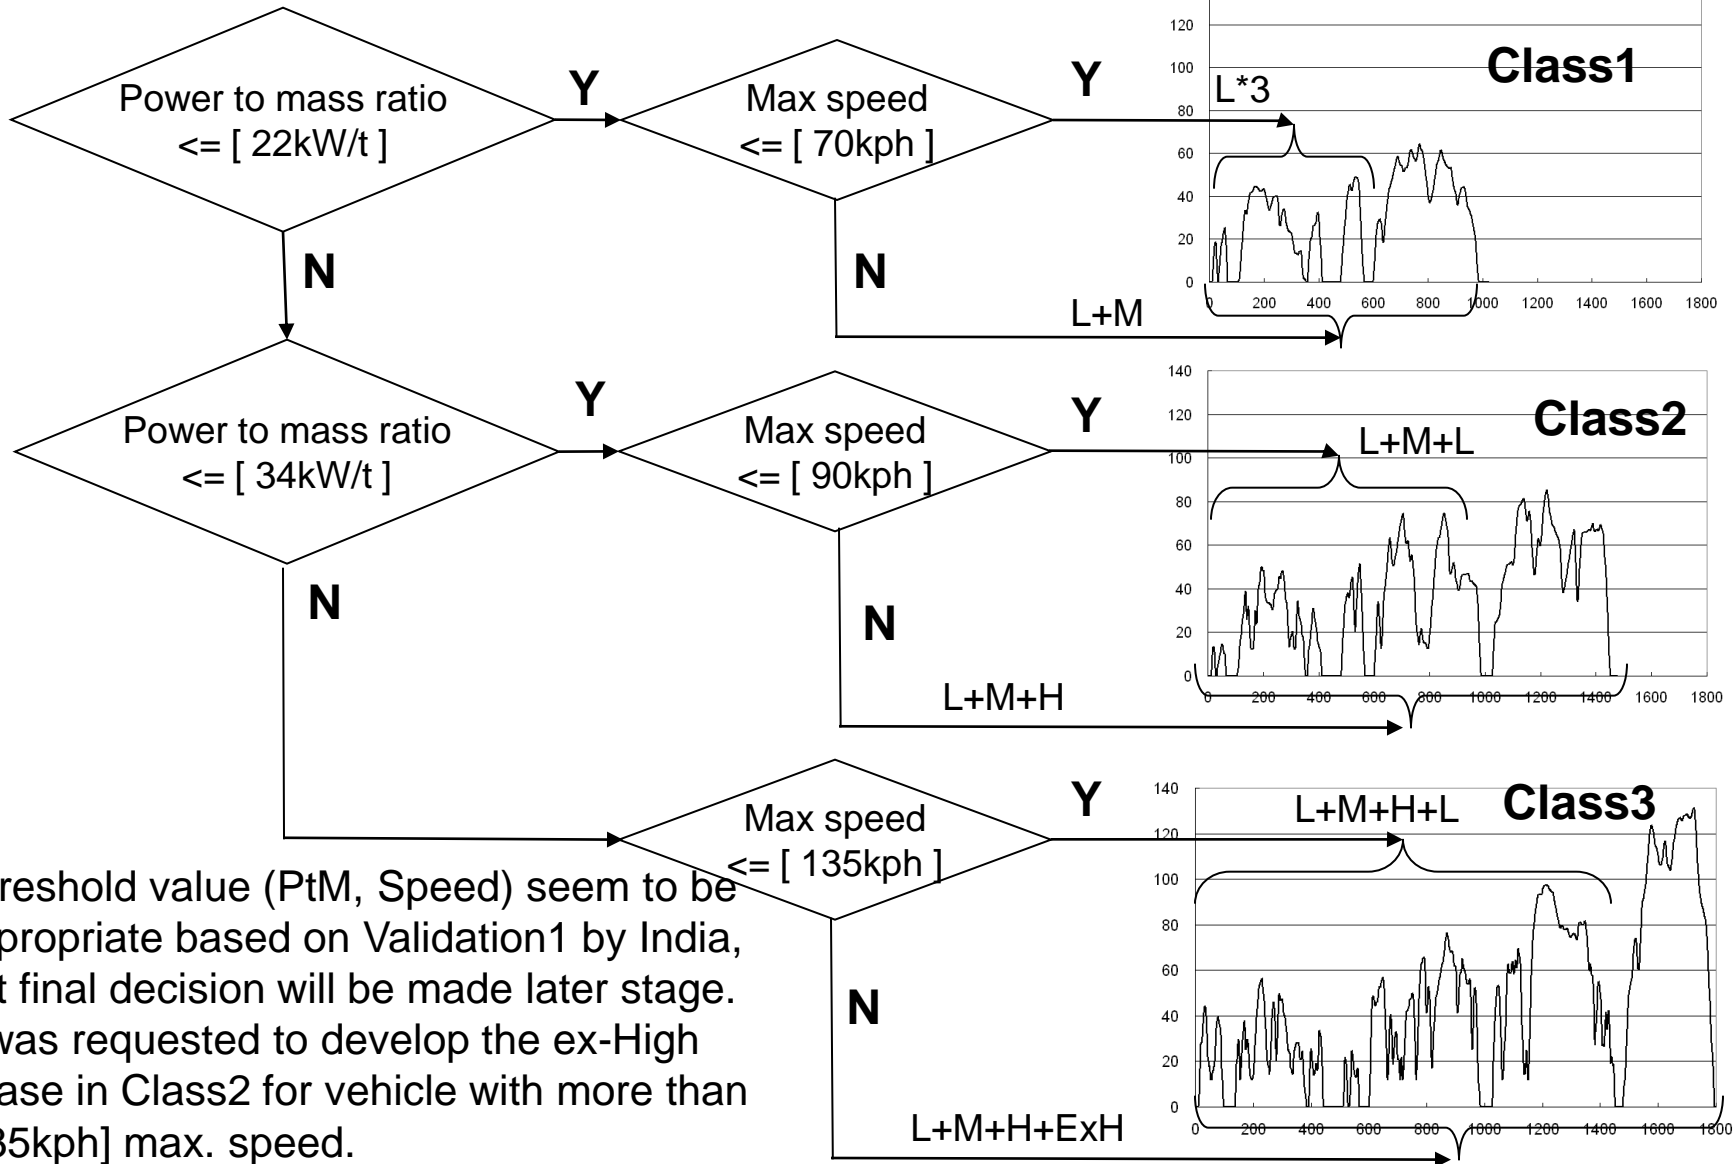 Power to mass ratio
<= [ 22kW/t ]
Y
Max speed
<= [ 70kph ]
Y
N
N
L+M
120
100
80
60
40
20
0
Class1
L*3
0 200 400 600 800 1000 1200 1400 1600 1800
Power to mass ratio
<= [ 34kW/t ]
Y
Max speed
<= [ 90kph ]
Y
N
N
L+M+H
140
120
100
80
60
40
20
0
Class2
L+M+L
0 200 400 600 800 1000 1200 1400 1600 1800
Max speed
<= [ 135kph ]
Y
N
L+M+H+ExH
140
120
100
80
60
40
20
0
L+M+H+L
Class3
0 200 400 600 800 1000 1200 1400 1600 1800
reshold value (PtM, Speed) seem to be
propriate based on Validation1 by India,
t final decision will be made later stage.
was requested to develop the ex-High
ase in Class2 for vehicle with more than
35kph] max. speed.